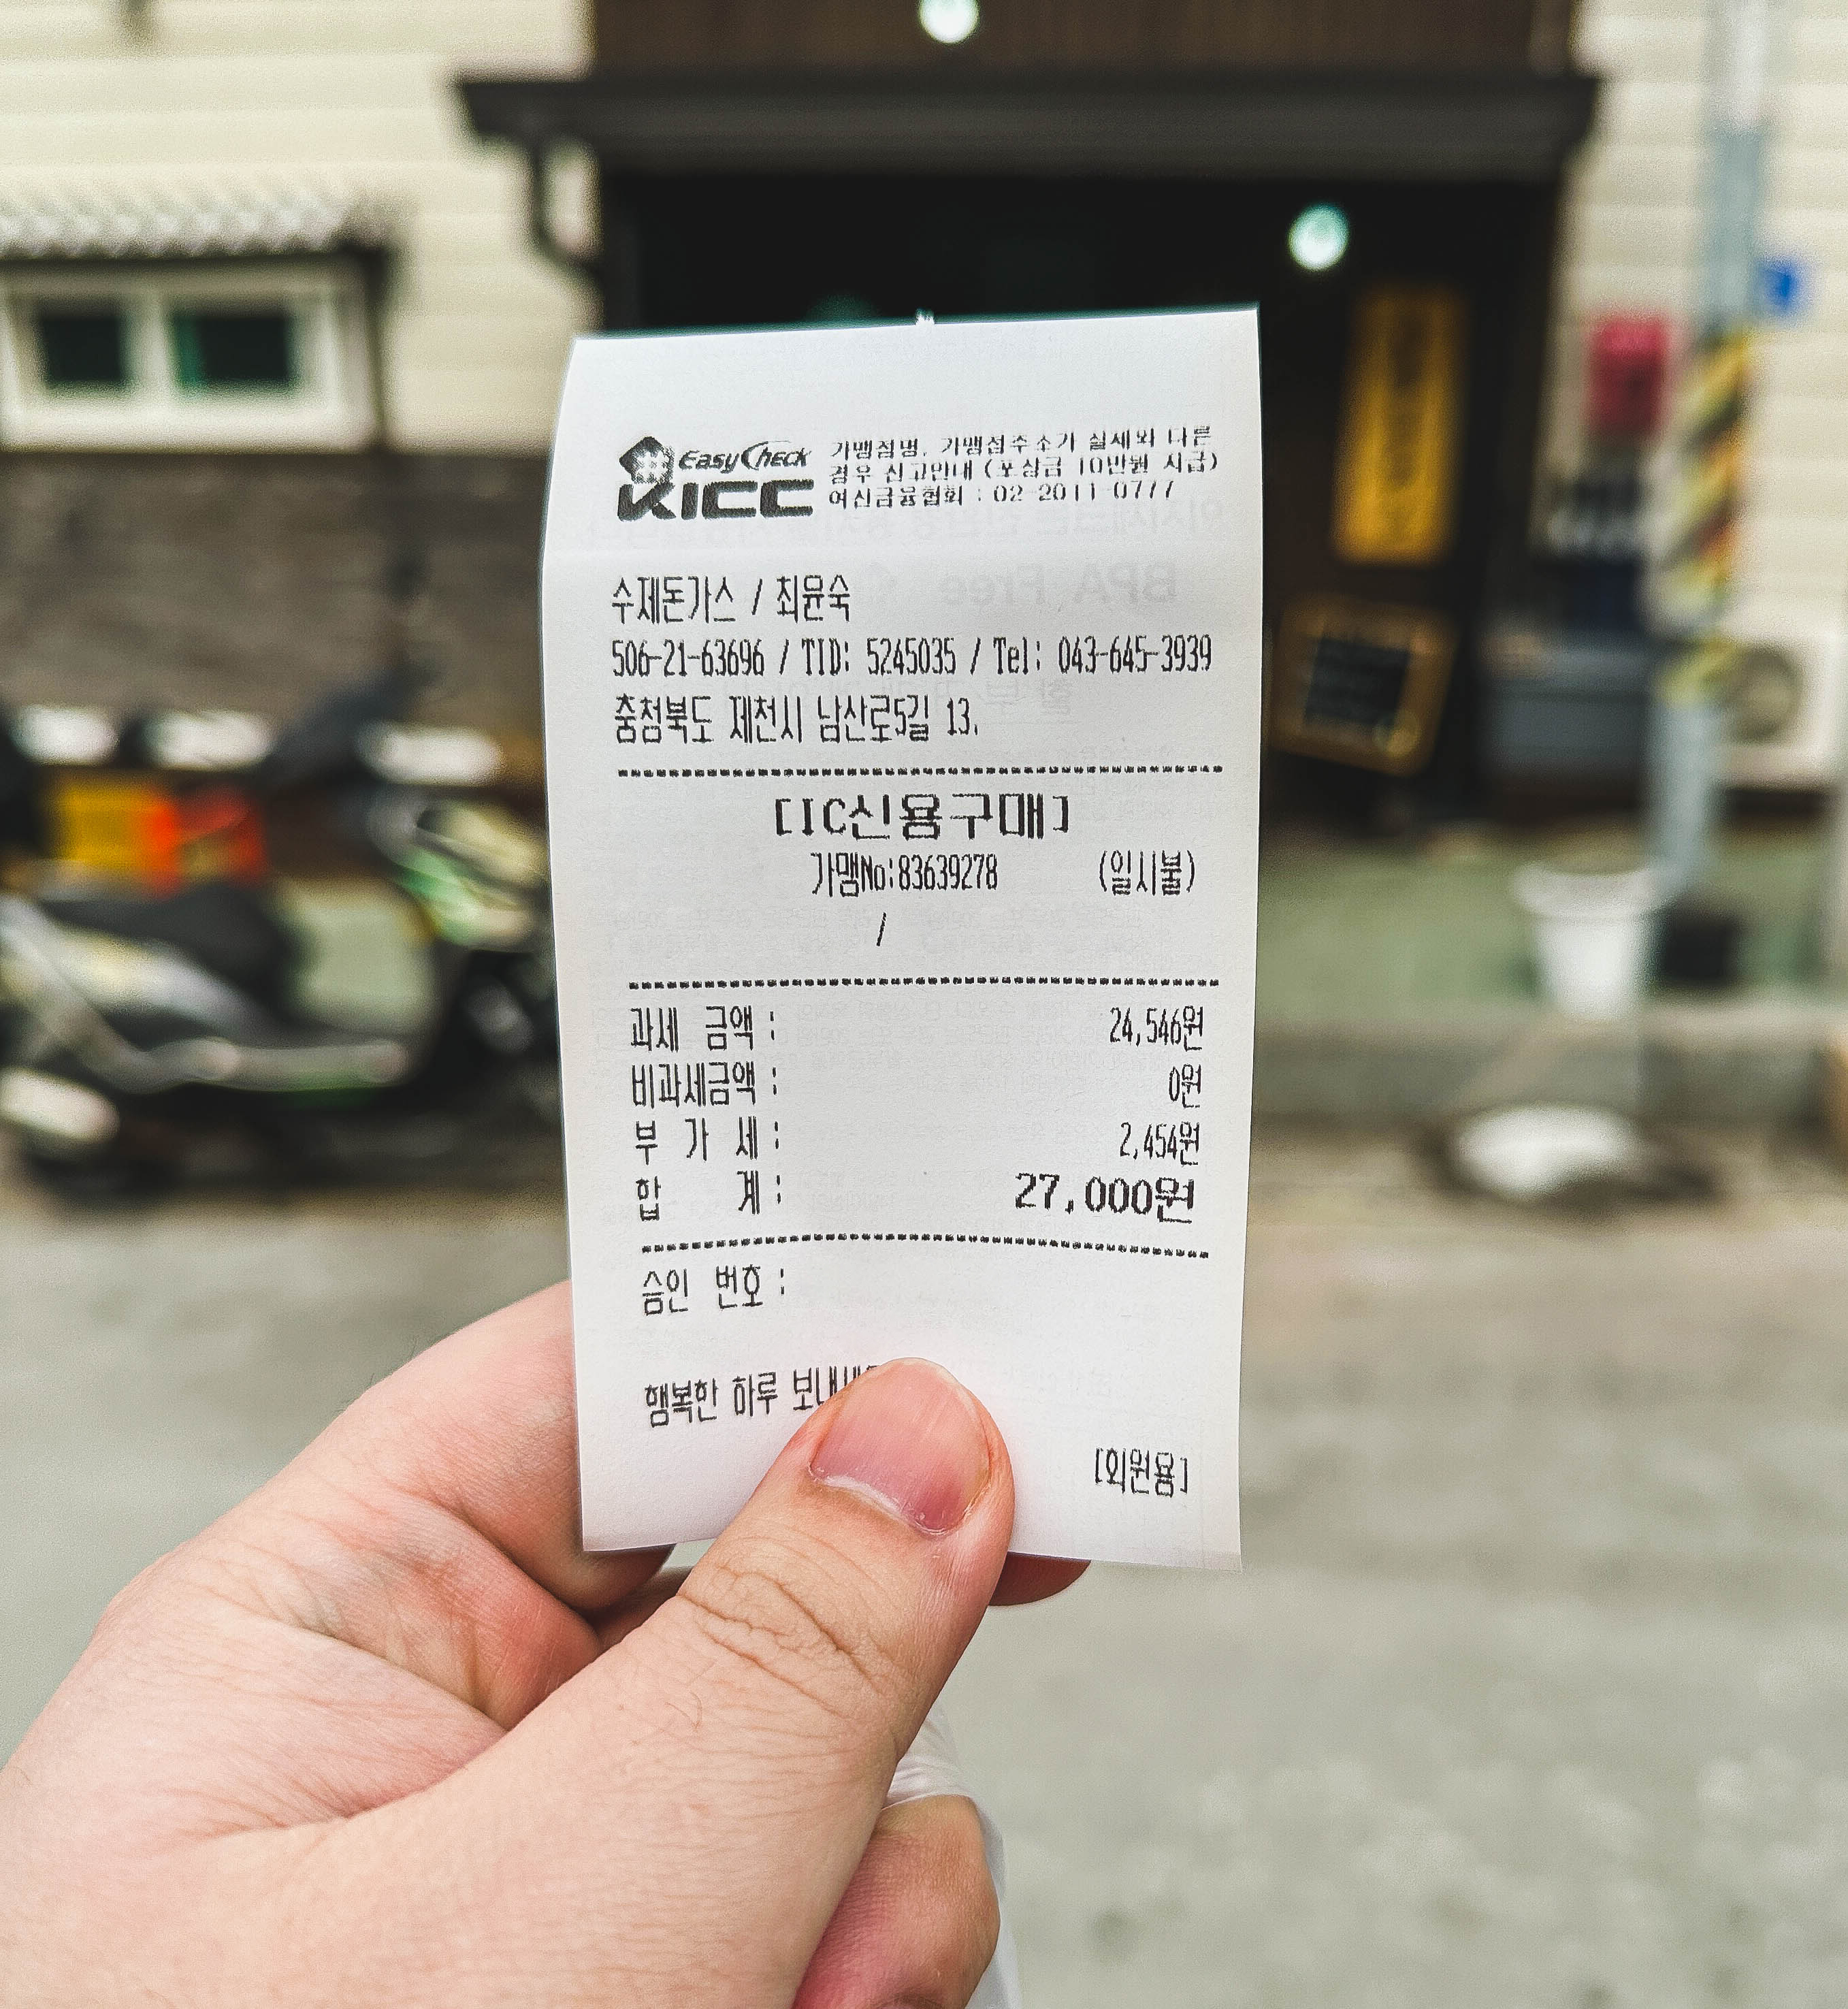 EasyCheck
KICC
가맹점명, 가맹점주소가 실제와 다른
경우 신고안내 (포상금 10만원 지급)
여신금융협회 : 02-2011-0777
수제돈가스 / 최윤숙
506-21-63696 / TID: 5245035 / Tel: 043-645-3939
충청북도 제천시 남산로5길 13.
[IC신용구매]
가맹No:83639278 (일시불)
/
과세 금액 : 24,546원
비과세금액 : 0원
부 가 세 : 2,454원
합 계 : 27,000원
승인 번호 :
행복한 하루
[회원용]